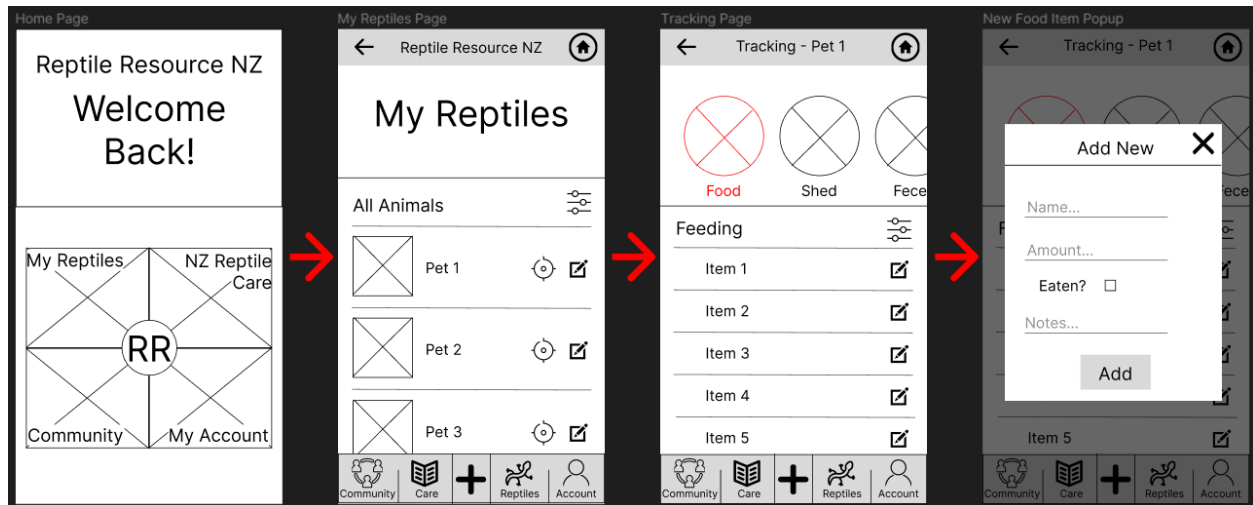 Home Page
Reptile Resource NZ
Welcome
Back!
My Reptiles
NZ Reptile
Care
RR
Community
My Account
My Reptiles Page
Reptile Resource NZ
My Reptiles
All Animals
Pet 1
Pet 2
Pet 3
Community
Care
Reptiles
Account
Tracking Page
Tracking - Pet 1
Food
Shed
Fece
Feeding
Item 1
Item 2
Item 3
Item 4
Item 5
Community
Care
Reptiles
Account
New Food Item Popup
Tracking - Pet 1
ece
F
Add New
Name...
Amount...
Eaten?
Notes...
Add
Item 5
Community
Care
Reptiles
Account